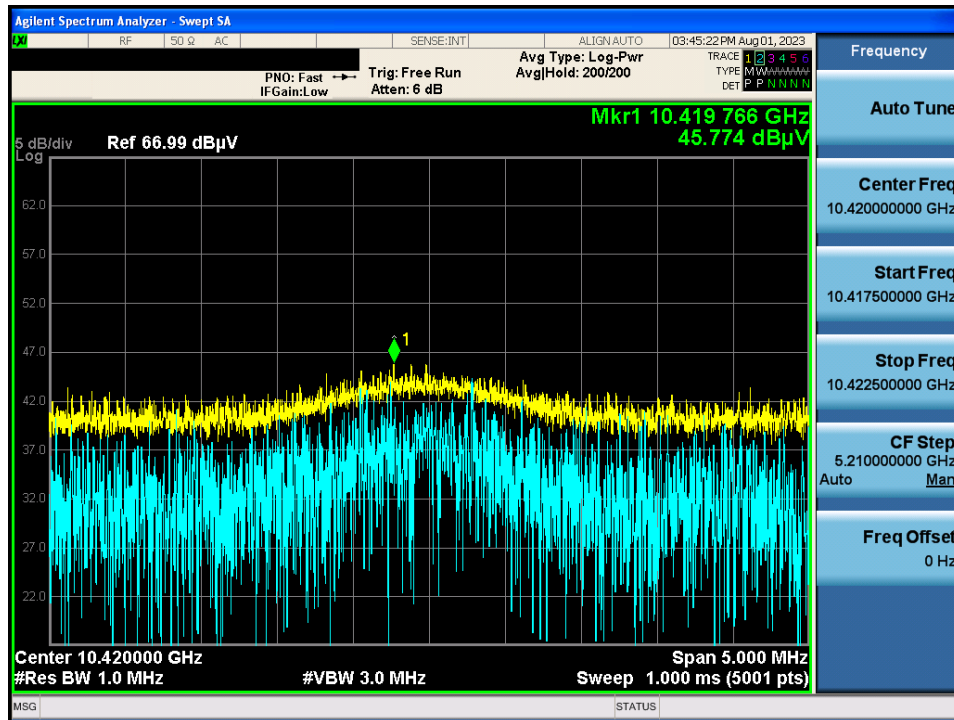 Agilent Spectrum Analyzer - Swept SA
LXI RF 50 Ω AC SENSE:INT ALIGN AUTO 03:45:22 PM Aug 01, 2023
PNO: Fast
IFGain:Low
Trig: Free Run
Atten: 6 dB
Avg Type: Log-Pwr
Avg|Hold: 200/200
TRACE 1 2 3 4 5 6
TYPE M W
DET P P N N N N
Mkr1 10.419 766 GHz
45.774 dBµV
5 dB/div Ref 66.99 dBµV
Log
62.0
57.0
52.0
47.0
42.0
37.0
32.0
27.0
22.0
1
Center 10.420000 GHz Span 5.000 MHz
#Res BW 1.0 MHz #VBW 3.0 MHz Sweep 1.000 ms (5001 pts)
MSG STATUS
Frequency
Auto Tune
Center Freq
10.420000000 GHz
Start Freq
10.417500000 GHz
Stop Freq
10.422500000 GHz
CF Step
5.210000000 GHz
Auto Man
Freq Offset
0 Hz